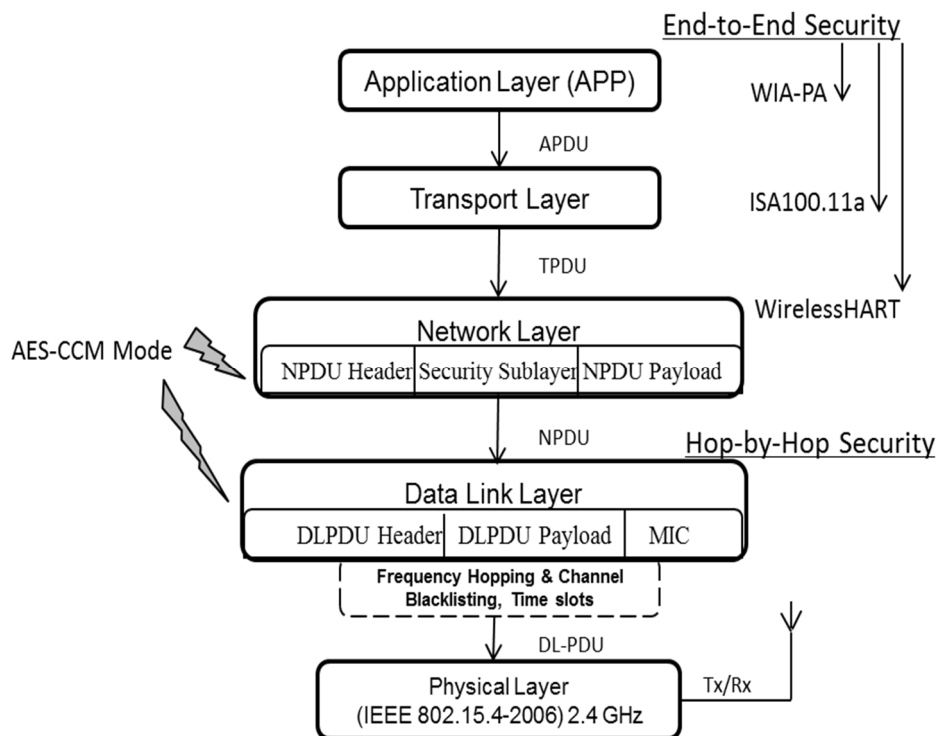 End-to-End Security
Application Layer (APP)
WIA-PA
APDU
Transport Layer
ISA100.11a
TPDU
WirelessHART
Network Layer
AES-CCM Mode
NPDU Header Security Sublayer NPDU Payload
NPDU
Hop-by-Hop Security
Data Link Layer
DLPDU Header DLPDU Payload MIC
Frequency Hopping & Channel
Blacklisting, Time slots
DL-PDU
Physical Layer
(IEEE 802.15.4-2006) 2.4 GHz
Tx/Rx